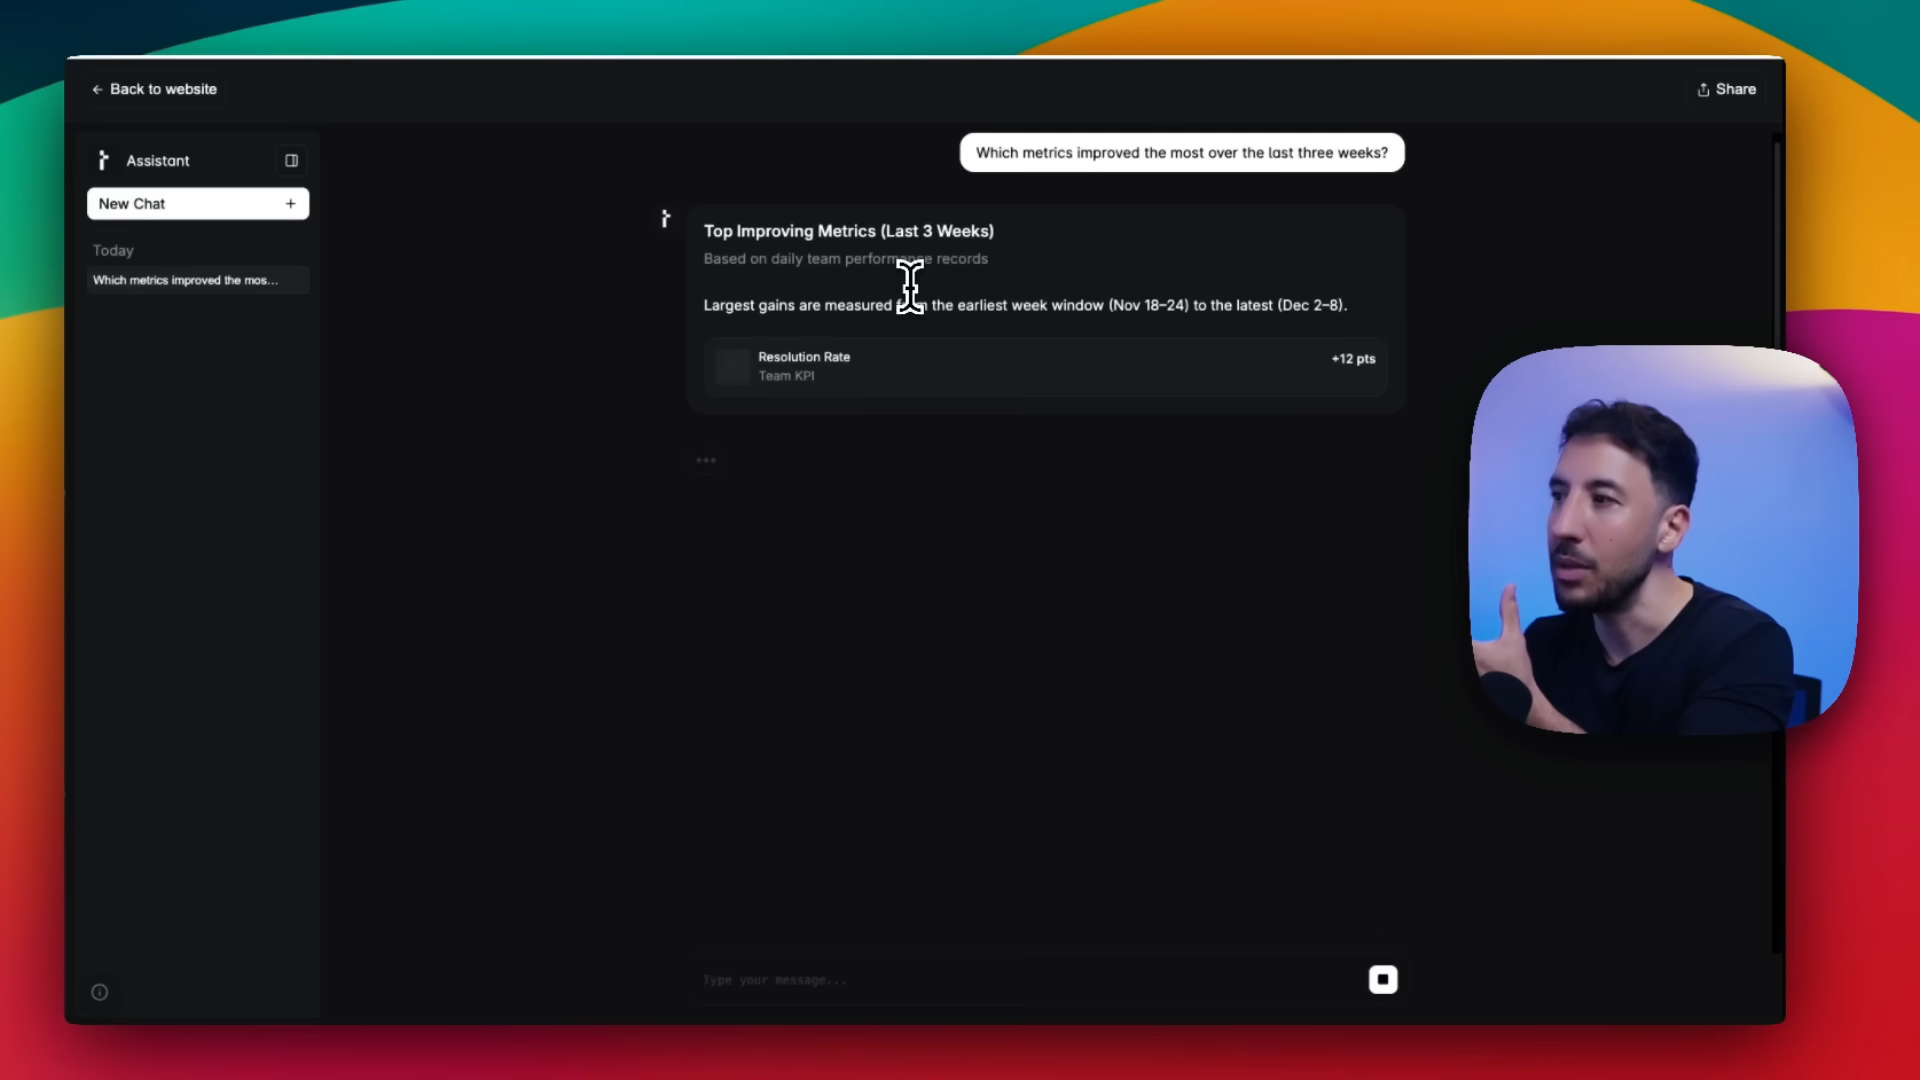 Back to website
Share
Assistant
New Chat
Today
Which metrics improved the mos...
Which metrics improved the most over the last three weeks?
Top Improving Metrics (Last 3 Weeks)
Based on daily team performance records
Largest gains are measured from the earliest week window (Nov 18–24) to the latest (Dec 2–8).
Resolution Rate
+12 pts
Team KPI
Type your message...